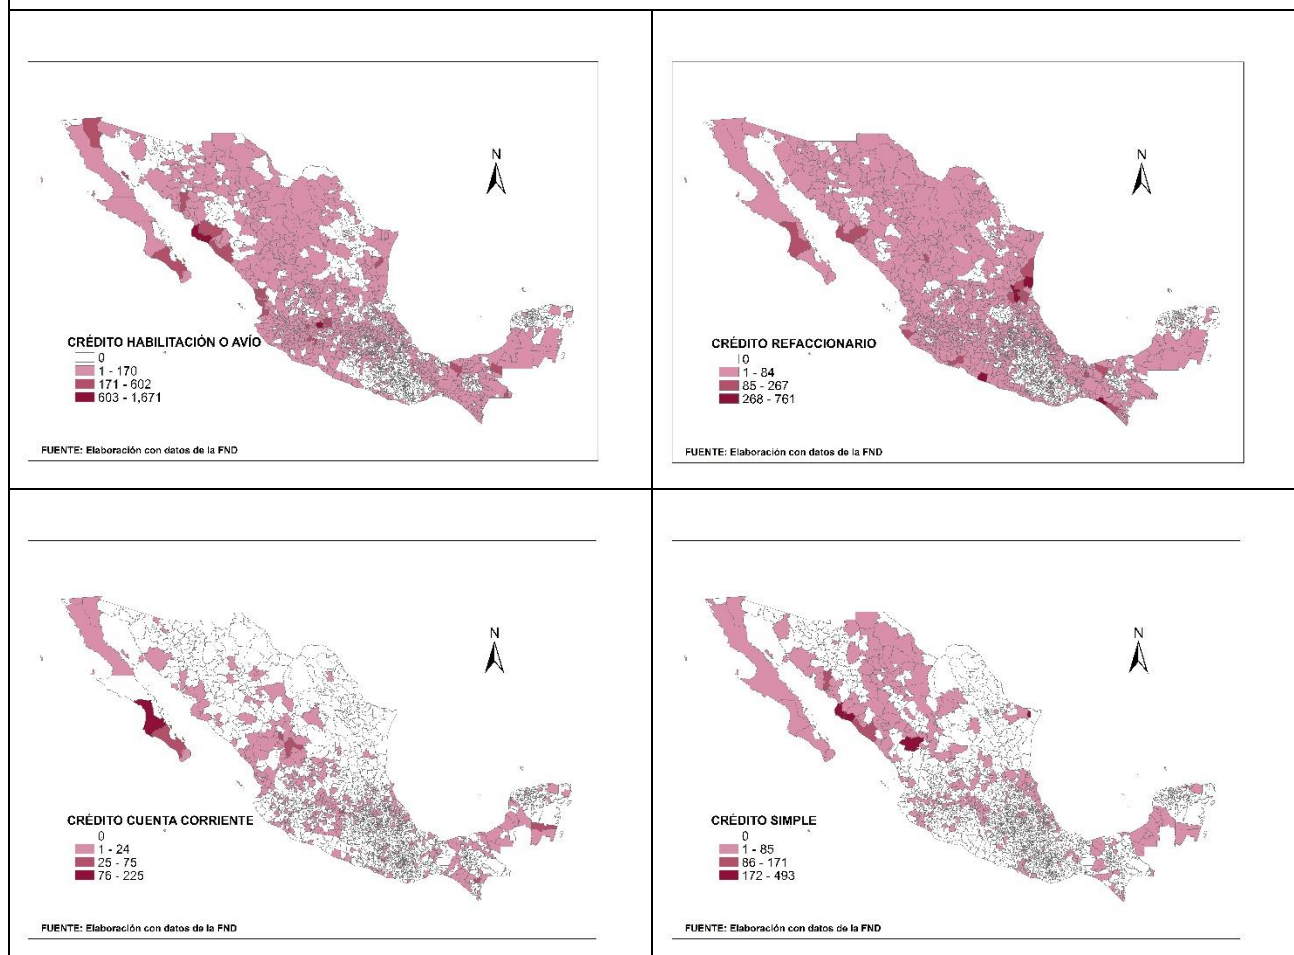 N
CRÉDITO HABILITACIÓN O AVÍO
0
1 - 170
171 - 602
603 - 1,671
FUENTE: Elaboración con datos de la FND
N
CRÉDITO REFACCIONARIO
0
1 - 84
85 - 267
268 - 761
FUENTE: Elaboración con datos de la FND
N
CRÉDITO CUENTA CORRIENTE
0
1 - 24
25 - 75
76 - 225
FUENTE: Elaboración con datos de la FND
N
CRÉDITO SIMPLE
0
1 - 85
86 - 171
172 - 493
FUENTE: Elaboración con datos de la FND